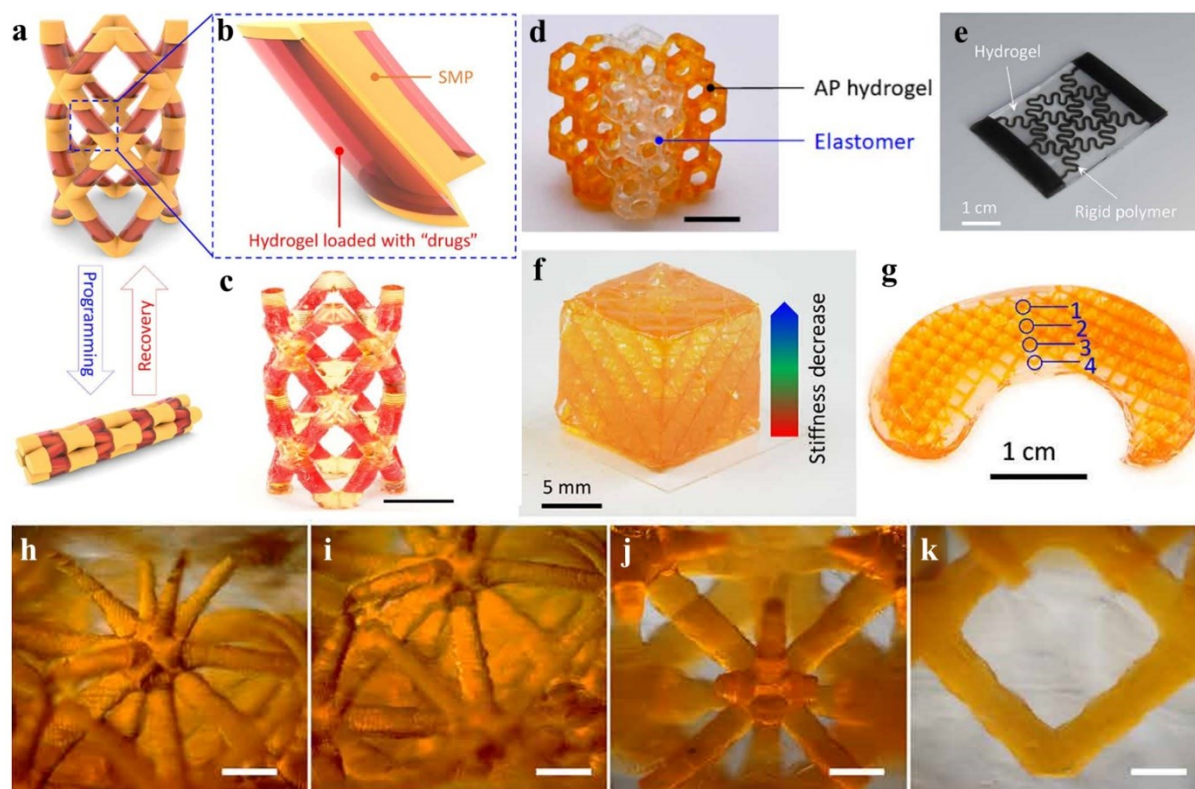 a
b
SMP
Hydrogel loaded with “drugs”
Programming
Recovery
c
d
AP hydrogel
Elastomer
e
Hydrogel
Rigid polymer
1 cm
f
Stiffness decrease
5 mm
g
1
2
3
4
1 cm
h
i
j
k